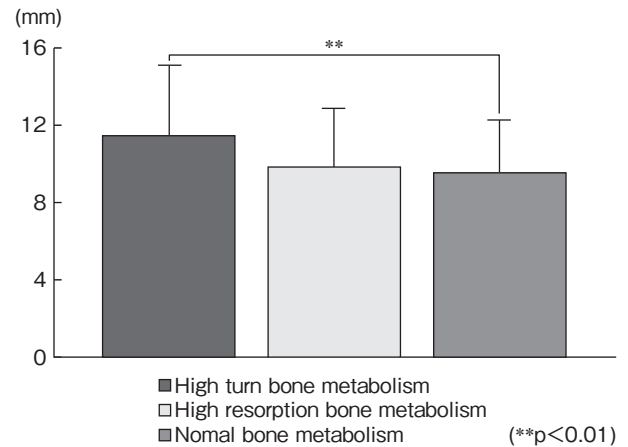 (mm)
16
**
12
8
4
0
High turn bone metabolism
High resorption bone metabolism
Nomal bone metabolism (**p<0.01)